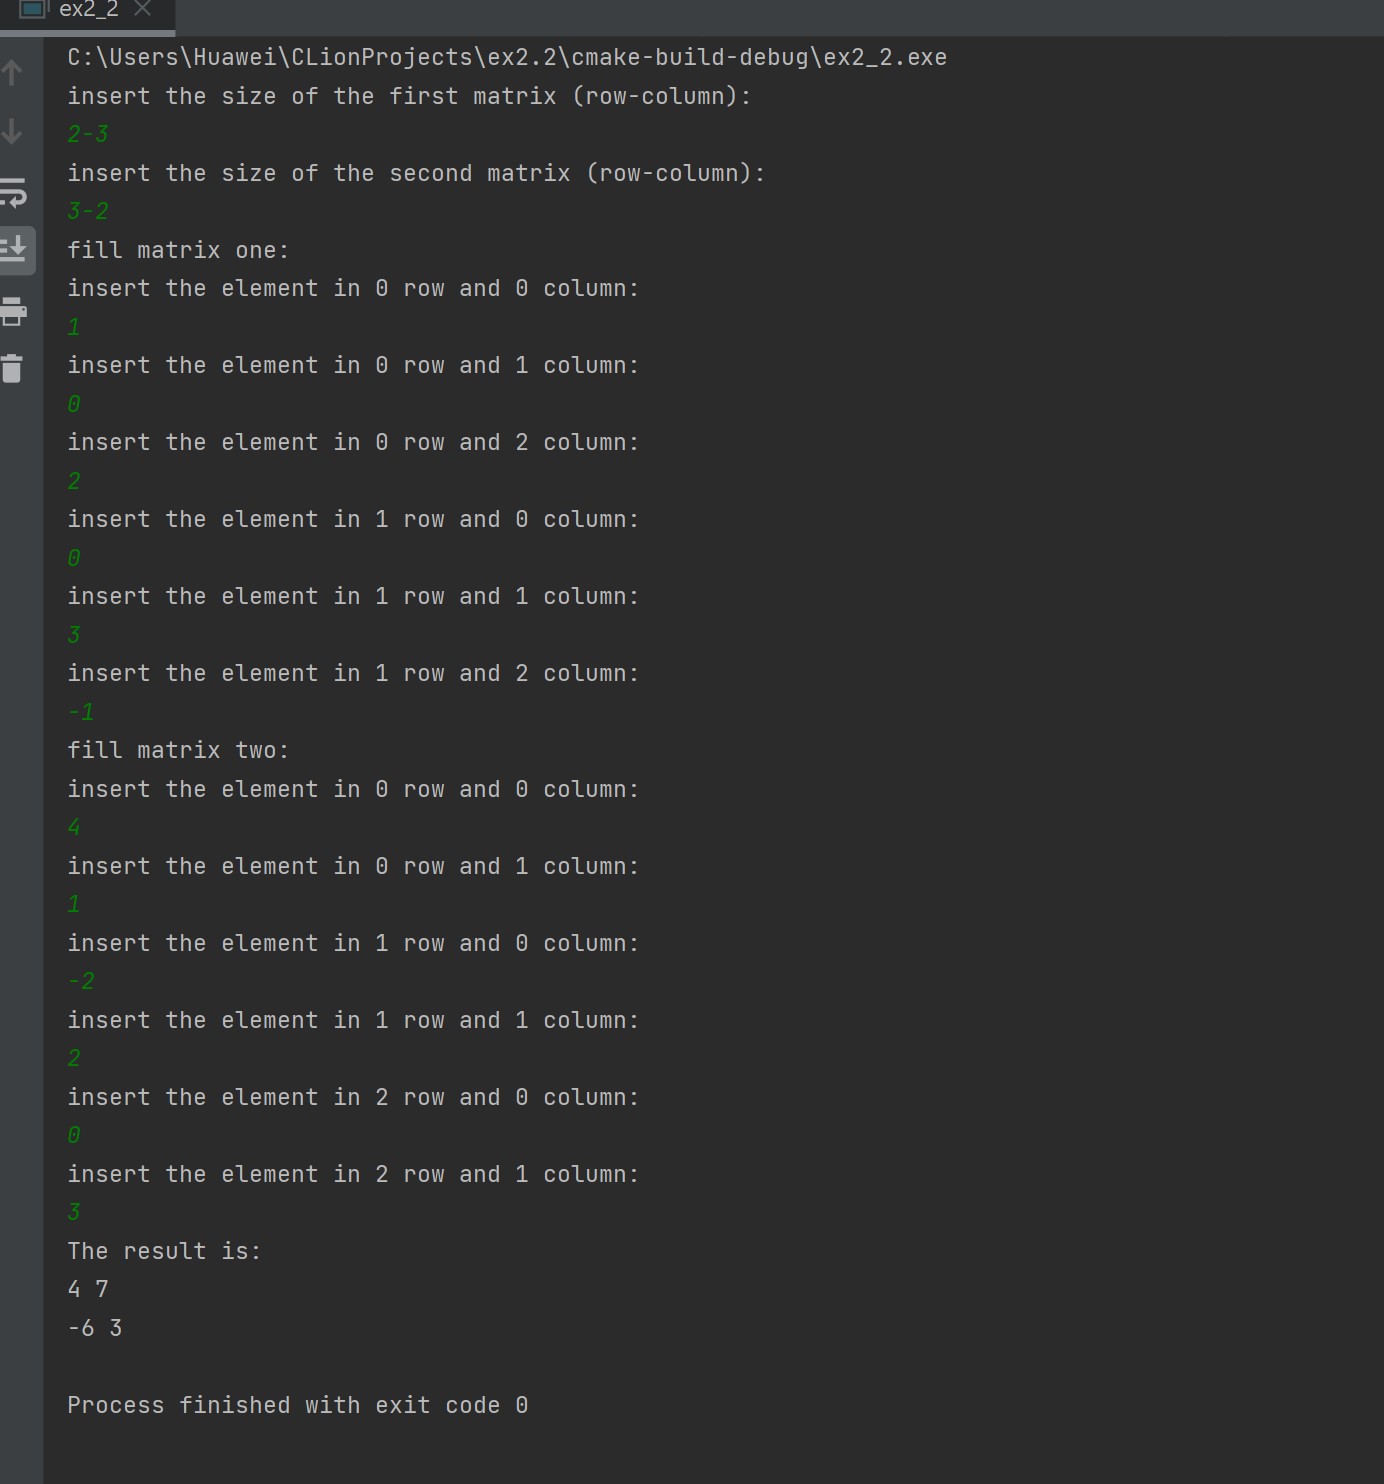 ex2_2
C:\Users\Huawei\CLionProjects\ex2.2\cmake-build-debug\ex2_2.exe
insert the size of the first matrix (row-column):
2-3
insert the size of the second matrix (row-column):
3-2
fill matrix one:
insert the element in 0 row and 0 column:
1
insert the element in 0 row and 1 column:
0
insert the element in 0 row and 2 column:
2
insert the element in 1 row and 0 column:
0
insert the element in 1 row and 1 column:
3
insert the element in 1 row and 2 column:
-1
fill matrix two:
insert the element in 0 row and 0 column:
4
insert the element in 0 row and 1 column:
1
insert the element in 1 row and 0 column:
-2
insert the element in 1 row and 1 column:
2
insert the element in 2 row and 0 column:
0
insert the element in 2 row and 1 column:
3
The result is:
4 7
-6 3
Process finished with exit code 0